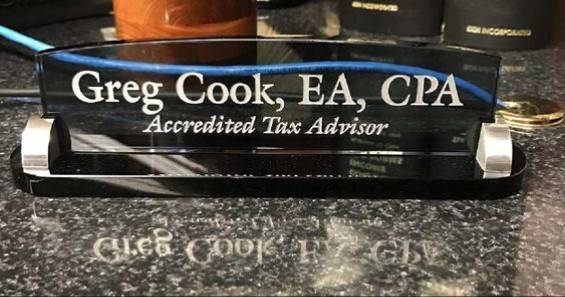 Greg Cook, EA, CPA
Accredited Tax Advisor